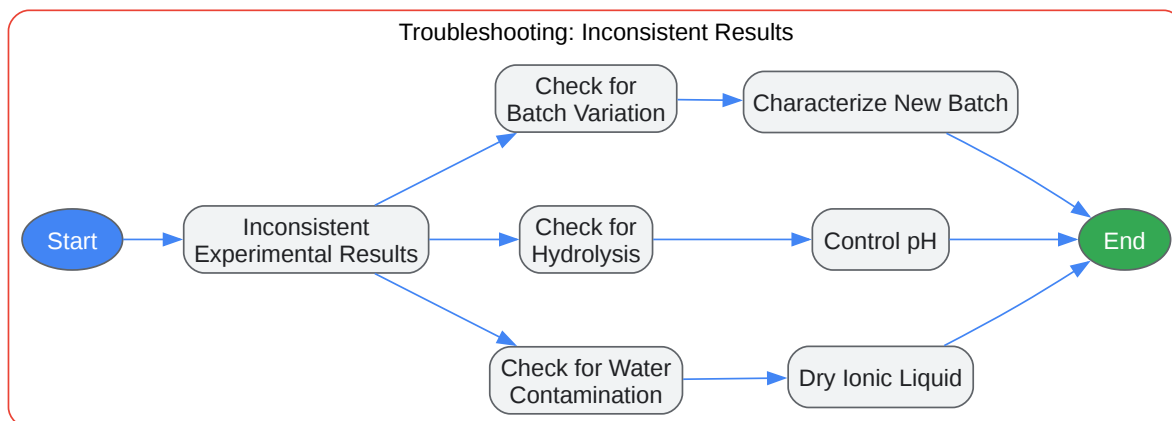 Troubleshooting: Inconsistent Results
Check for
Batch Variation
Characterize New Batch
Start
Inconsistent
Experimental Results
Check for
Hydrolysis
Control pH
End
Check for Water
Contamination
Dry Ionic Liquid